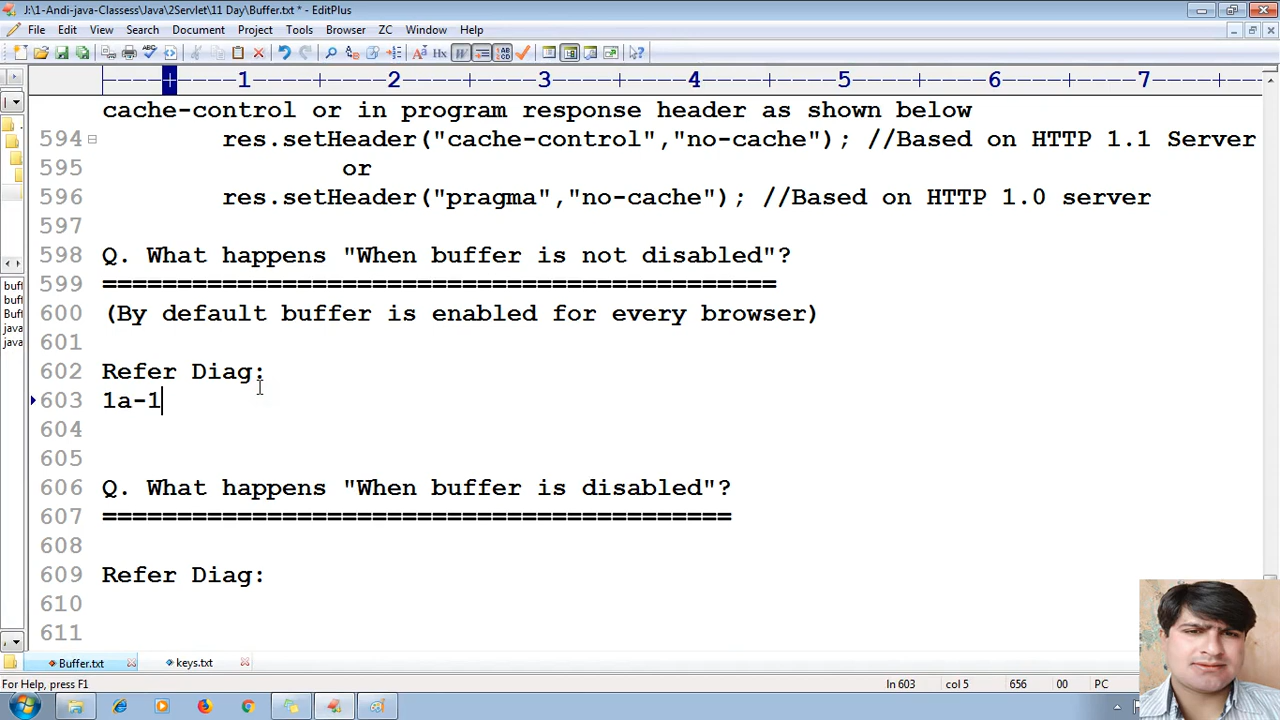 J:\1-Andi-java-Classess\Java\2Servlet\11 Day\Buffer.txt * - EditPlus
File Edit View Search Document Project Tools Browser ZC Window Help
----+----1----+----2----+----3----+----4----+----5----+----6----+----7----+--
cache-control or in program response header as shown below
594 res.setHeader("cache-control","no-cache"); //Based on HTTP 1.1 Server
595 or
596 res.setHeader("pragma","no-cache"); //Based on HTTP 1.0 server
597
598 Q. What happens "When buffer is not disabled"?
599 =============================================
600 (By default buffer is enabled for every browser)
601
602 Refer Diag:
603 1a-1
604
605
606 Q. What happens "When buffer is disabled"?
607 ==========================================
608
609 Refer Diag:
610
611
buff
buff
Buff
java
java
Buffer.txt keys.txt
For Help, press F1 ln 603 col 5 656 00 PC